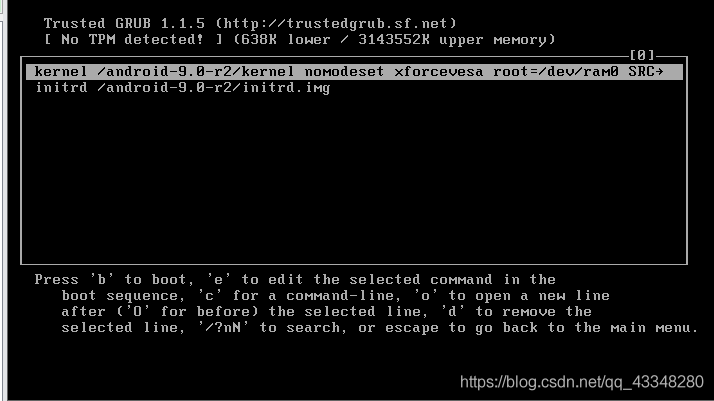 Trusted GRUB 1.1.5 (http://trustedgrub.sf.net)
[ No TPM detected! ] (638K lower / 3143552K upper memory)
[0]
kernel /android-9.0-r2/kernel nomodeset xforcevesa root=/dev/ram0 SRC→
initrd /android-9.0-r2/initrd.img
Press 'b' to boot, 'e' to edit the selected command in the
boot sequence, 'c' for a command-line, 'o' to open a new line
after ('O' for before) the selected line, 'd' to remove the
selected line, '/?nN' to search, or escape to go back to the main menu.
https://blog.csdn.net/qq_43348280